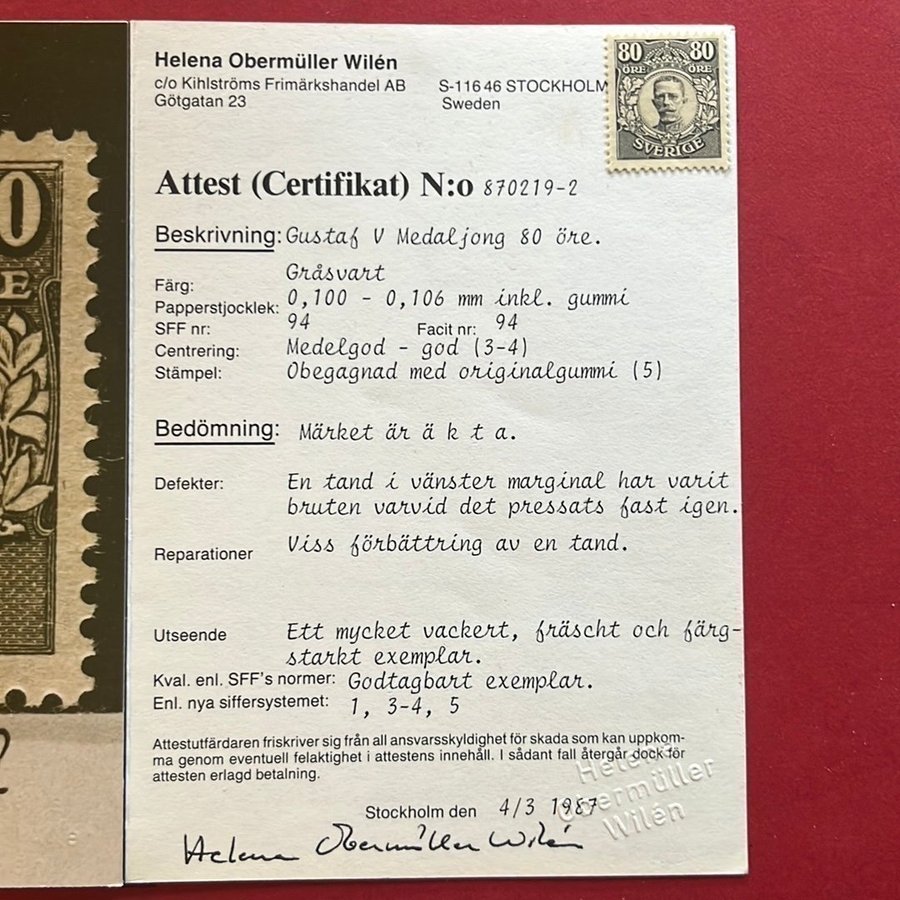 Helena Obermüller Wilén
c/o Kihlströms Frimärkshandel AB S-116 46 STOCKHOLM
Götgatan 23 Sweden
80 80
ÖRE ÖRE
SVERIGE
Attest (Certifikat) N:o 870219-2
Beskrivning: Gustaf V Medaljong 80 öre.
Färg: Gråsvart
Papperstjocklek: 0,100 - 0,106 mm inkl. gummi
SFF nr: 94 Facit nr: 94
Centrering: Medelgod - god (3-4)
Stämpel: Obegagnad med originalgummi (5)
Bedömning: Märket är ä k t a.
Defekter: En tand i vänster marginal har varit
bruten varvid det pressats fast igen.
Reparationer Viss förbättring av en tand.
Utseende Ett mycket vackert, fräscht och färg-
starkt exemplar.
Kval. enl. SFF's normer: Godtagbart exemplar.
Enl. nya siffersystemet: 1, 3-4, 5
Attestutfärdaren friskriver sig från all ansvarsskyldighet för skada som kan uppkom-
ma genom eventuell felaktighet i attestens innehåll. I sådant fall återgår dock för
attesten erlagd betalning.
Helena
Obermüller
Wilén
Stockholm den 4/3 1987
Helena Obermüller Wilén
0
E
2